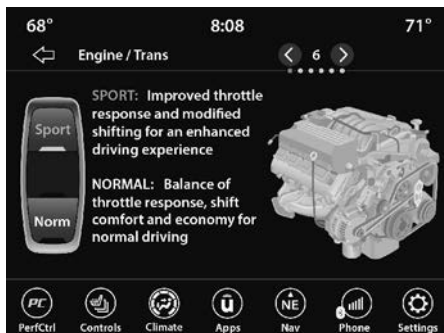 68° 8:08 71°
Engine / Trans 6
SPORT: Improved throttle
response and modified
shifting for an enhanced
driving experience
Sport
NORMAL: Balance of
throttle response, shift
comfort and economy for
normal driving
Norm
PC ū NE
PerfCtrl Controls Climate Apps Nav Phone Settings